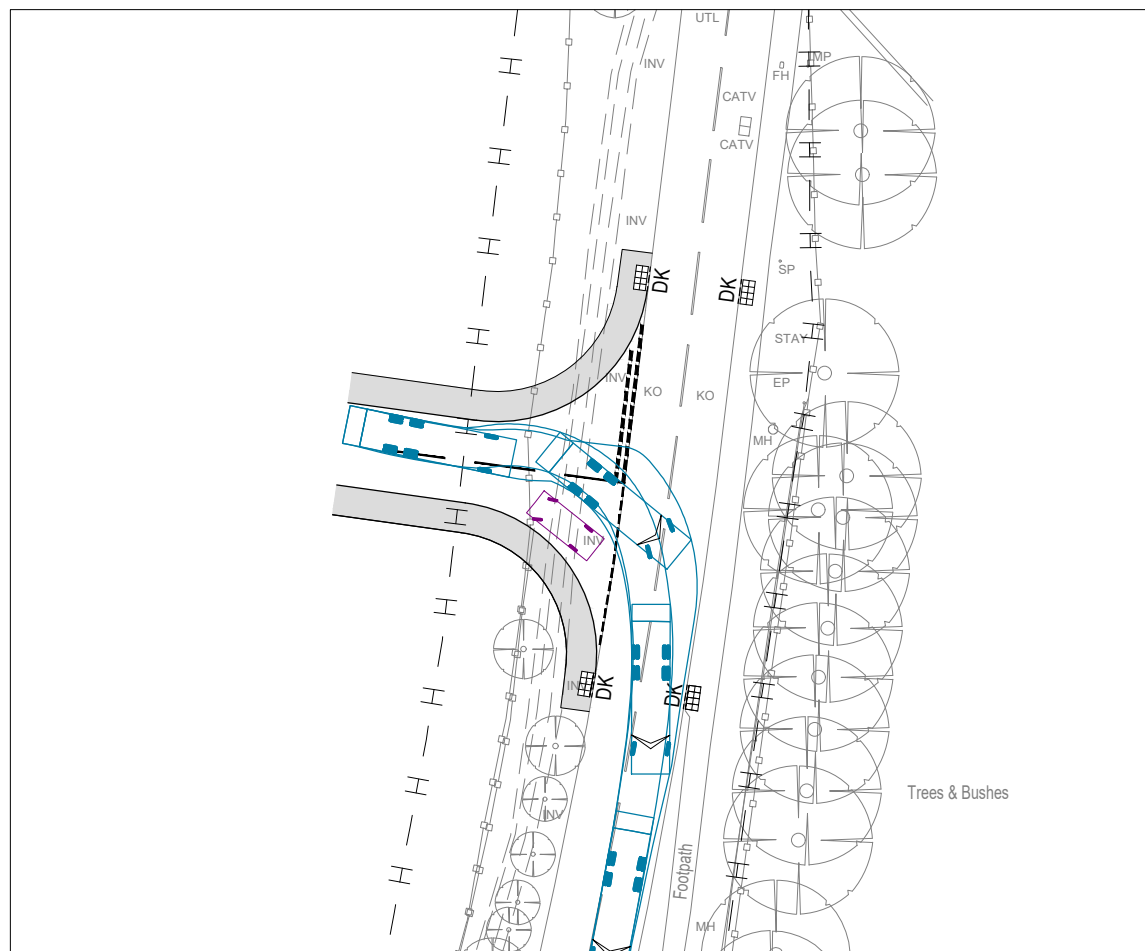 UTL
MP
INV
FH
CATV
CATV
INV
SP
DK
DK
STAY
INV
KO
KO
EP
MH
INV
INV
DK
DK
Trees & Bushes
INV
Footpath
MH